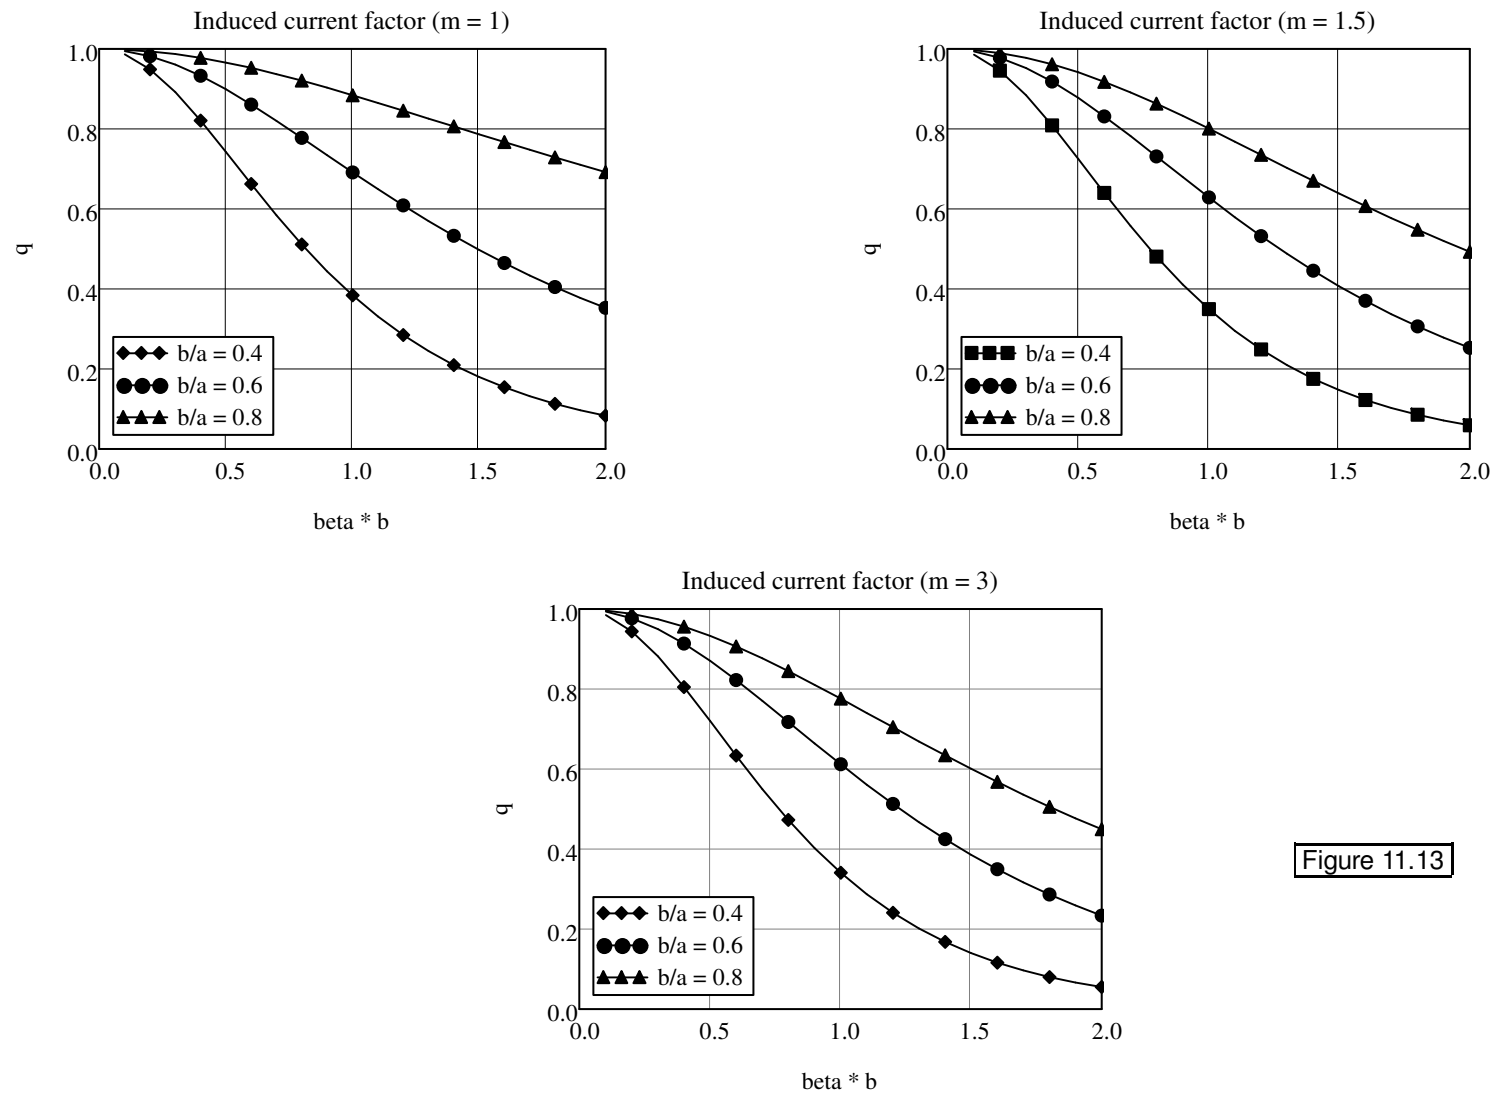 Induced current factor (m = 1)
1.0
0.8
0.6
0.4
0.2
0.0
q
b/a = 0.4
b/a = 0.6
b/a = 0.8
0.0 0.5 1.0 1.5 2.0
beta * b
Induced current factor (m = 1.5)
1.0
0.8
0.6
0.4
0.2
0.0
q
b/a = 0.4
b/a = 0.6
b/a = 0.8
0.0 0.5 1.0 1.5 2.0
beta * b
Induced current factor (m = 3)
1.0
0.8
0.6
0.4
0.2
0.0
q
b/a = 0.4
b/a = 0.6
b/a = 0.8
0.0 0.5 1.0 1.5 2.0
beta * b
Figure 11.13